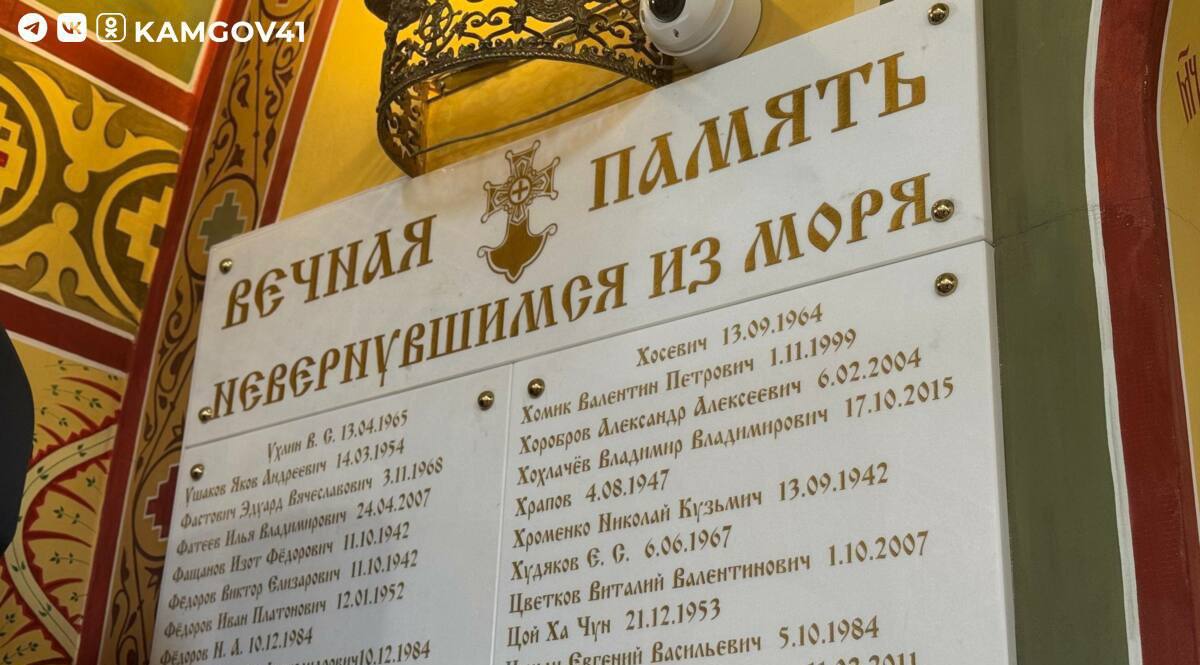 KAMGOV41
ВЕЧНАЯ ПАМЯТЬ
НЕВЕРНУВШИМСЯ ИЗ МОРЯ.
Ухлин В. С. 13.04.1965
Ушаков Яков Андреевич 14.03.1954
Фастович Эдуард Вячеславович 3.11.1968
Фатеев Илья Владимирович 24.04.2007
Фащанов Изот Фёдорович 11.10.1942
Фёдоров Виктор Елизарович 11.10.1942
Фёдоров Иван Платонович 12.01.1952
Фёдоров Н. А. 10.12.1984
10.12.1984
Хосевич 13.09.1964
Хомик Валентин Петрович 1.11.1999
Хоробров Александр Алексеевич 6.02.2004
Хохлачёв Владимир Владимирович 17.10.2015
Храпов 4.08.1947
Хроменко Николай Кузьмич 13.09.1942
Худяков Е. С. 6.06.1967
Цветков Виталий Валентинович 1.10.2007
Цой Ха Чун 21.12.1953
Евгений Васильевич 5.10.1984